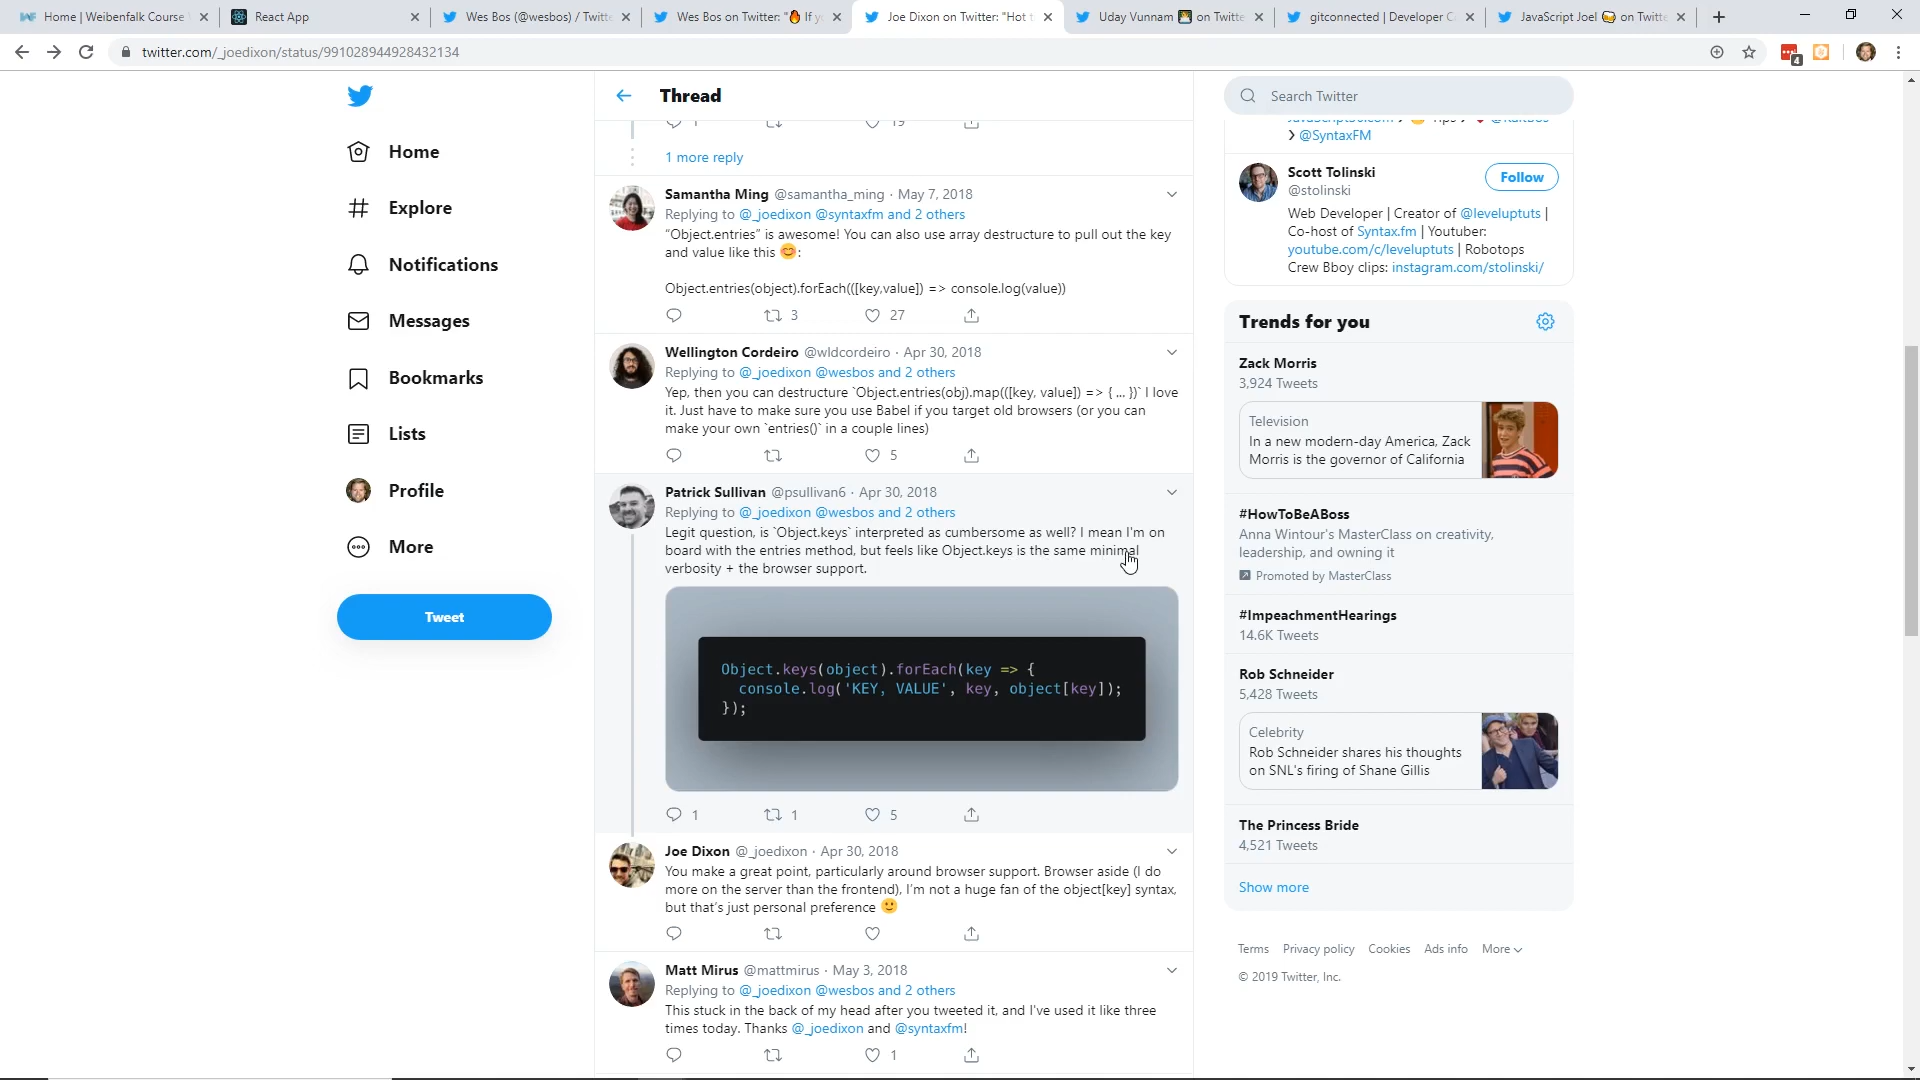 Home | Weibenfalk Course
React App
Wes Bos (@wesbos) / Twitte
Wes Bos on Twitter: "🔥 If y
Joe Dixon on Twitter: "Hot t
Uday Vunnam 👨🏻‍💻 on Twitte
gitconnected | Developer C
JavaScript Joel 🍻 on Twitte
twitter.com/_joedixon/status/991028944928432134
4
Home
Explore
Notifications
Messages
Bookmarks
Lists
Profile
More
Tweet
Thread
1 19
1 more reply
Samantha Ming @samantha_ming · May 7, 2018
Replying to @_joedixon @syntaxfm and 2 others
“Object.entries” is awesome! You can also use array destructure to pull out the key
and value like this 😊:
Object.entries(object).forEach(([key,value]) => console.log(value))
3 27
Wellington Cordeiro @wldcordeiro · Apr 30, 2018
Replying to @_joedixon @wesbos and 2 others
Yep, then you can destructure `Object.entries(obj).map(([key, value]) => { ... })` I love
it. Just have to make sure you use Babel if you target old browsers (or you can
make your own `entries()` in a couple lines)
5
Patrick Sullivan @psullivan6 · Apr 30, 2018
Replying to @_joedixon @wesbos and 2 others
Legit question, is `Object.keys` interpreted as cumbersome as well? I mean I'm on
board with the entries method, but feels like Object.keys is the same minimal
verbosity + the browser support.
Object.keys(object).forEach(key => {
console.log('KEY, VALUE', key, object[key]);
});
1 1 5
Joe Dixon @_joedixon · Apr 30, 2018
You make a great point, particularly around browser support. Browser aside (I do
more on the server than the frontend), I'm not a huge fan of the object[key] syntax,
but that's just personal preference 🙂
Matt Mirus @mattmirus · May 3, 2018
Replying to @_joedixon @wesbos and 2 others
This stuck in the back of my head after you tweeted it, and I've used it like three
times today. Thanks @_joedixon and @syntaxfm!
1
Search Twitter
> @SyntaxFM
Scott Tolinski
@stolinski
Follow
Web Developer | Creator of @leveluptuts |
Co-host of Syntax.fm | Youtuber:
youtube.com/c/leveluptuts | Robotops
Crew Bboy clips: instagram.com/stolinski/
Trends for you
Zack Morris
3,924 Tweets
Television
In a new modern-day America, Zack
Morris is the governor of California
#HowToBeABoss
Anna Wintour's MasterClass on creativity,
leadership, and owning it
Promoted by MasterClass
#ImpeachmentHearings
14.6K Tweets
Rob Schneider
5,428 Tweets
Celebrity
Rob Schneider shares his thoughts
on SNL's firing of Shane Gillis
The Princess Bride
4,521 Tweets
Show more
Terms Privacy policy Cookies Ads info More
© 2019 Twitter, Inc.